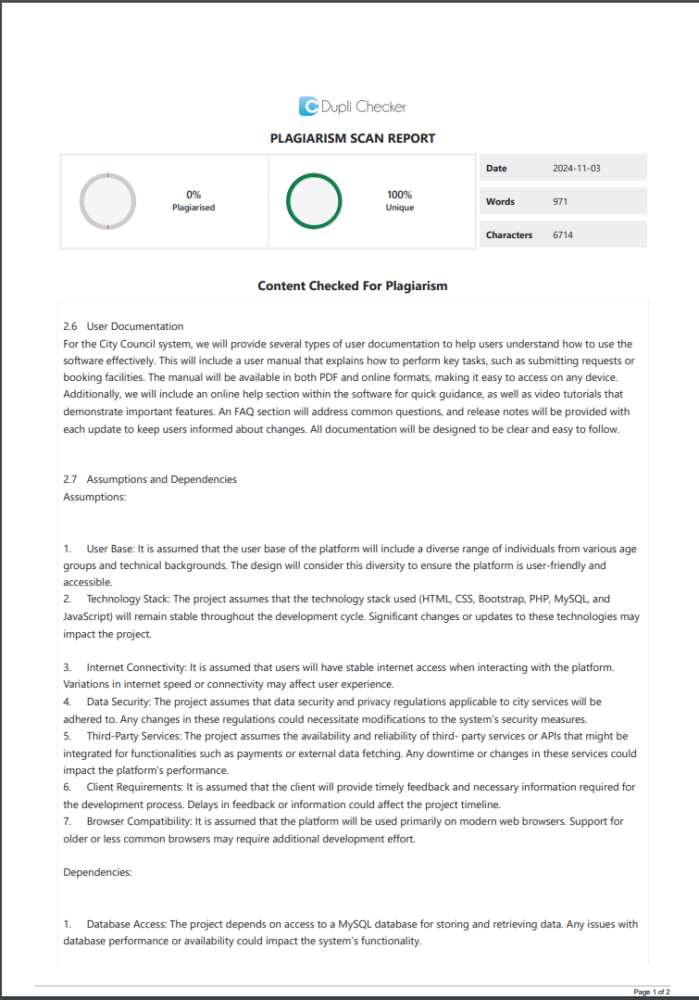 Dupli Checker
PLAGIARISM SCAN REPORT
0%
Plagiarised
100%
Unique
Date 2024-11-03
Words 971
Characters 6714
Content Checked For Plagiarism
2.6 User Documentation
For the City Council system, we will provide several types of user documentation to help users understand how to use the
software effectively. This will include a user manual that explains how to perform key tasks, such as submitting requests or
booking facilities. The manual will be available in both PDF and online formats, making it easy to access on any device.
Additionally, we will include an online help section within the software for quick guidance, as well as video tutorials that
demonstrate important features. An FAQ section will address common questions, and release notes will be provided with
each update to keep users informed about changes. All documentation will be designed to be clear and easy to follow.
2.7 Assumptions and Dependencies
Assumptions:
1. User Base: It is assumed that the user base of the platform will include a diverse range of individuals from various age
groups and technical backgrounds. The design will consider this diversity to ensure the platform is user-friendly and
accessible.
2. Technology Stack: The project assumes that the technology stack used (HTML, CSS, Bootstrap, PHP, MySQL, and
JavaScript) will remain stable throughout the development cycle. Significant changes or updates to these technologies may
impact the project.
3. Internet Connectivity: It is assumed that users will have stable internet access when interacting with the platform.
Variations in internet speed or connectivity may affect user experience.
4. Data Security: The project assumes that data security and privacy regulations applicable to city services will be
adhered to. Any changes in these regulations could necessitate modifications to the system's security measures.
5. Third-Party Services: The project assumes the availability and reliability of third- party services or APIs that might be
integrated for functionalities such as payments or external data fetching. Any downtime or changes in these services could
impact the platform's performance.
6. Client Requirements: It is assumed that the client will provide timely feedback and necessary information required for
the development process. Delays in feedback or information could affect the project timeline.
7. Browser Compatibility: It is assumed that the platform will be used primarily on modern web browsers. Support for
older or less common browsers may require additional development effort.
Dependencies:
1. Database Access: The project depends on access to a MySQL database for storing and retrieving data. Any issues with
database performance or availability could impact the system's functionality.
Page 1 of 2